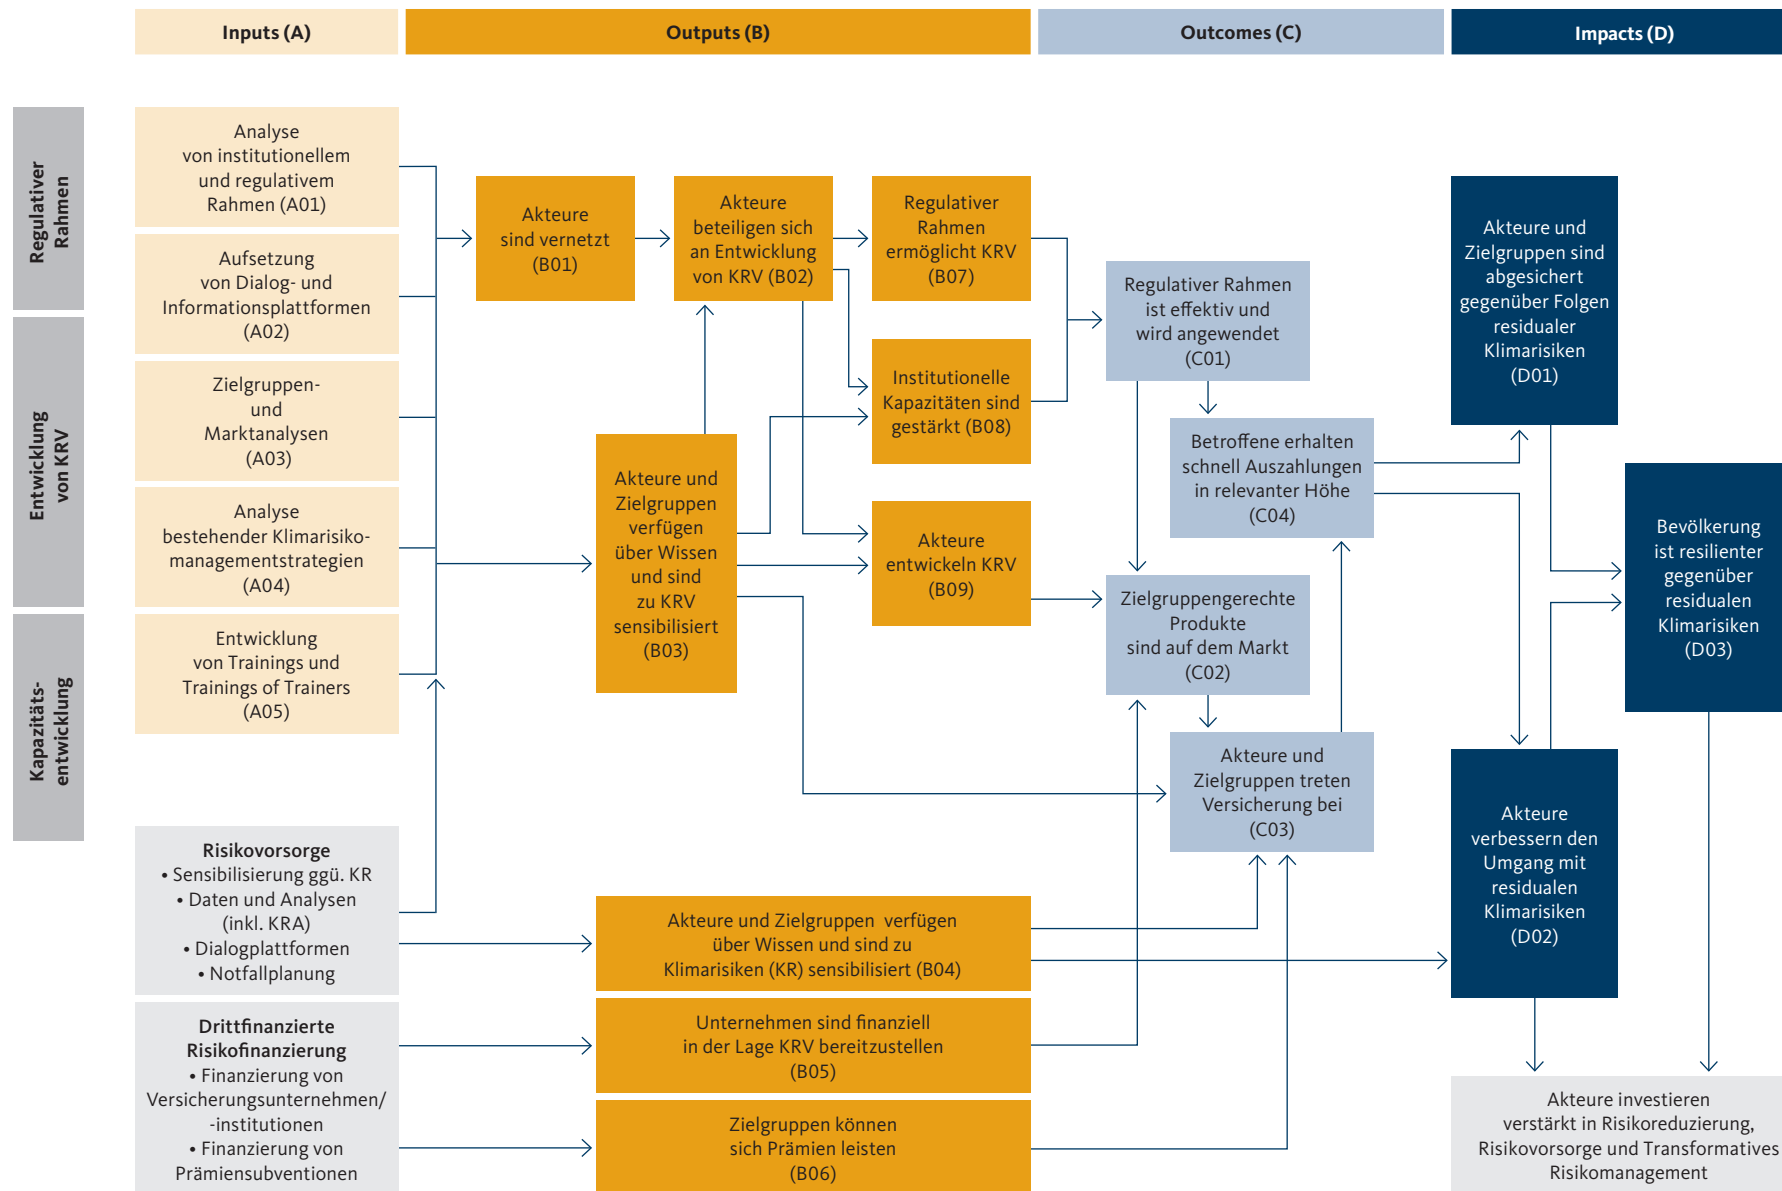 Inputs (A)
Outputs (B)
Outcomes (C)
Impacts (D)
Regulativer
Rahmen
Entwicklung
von KRV
Kapazitäts-
entwicklung
Analyse
von institutionellem
und regulativem
Rahmen (A01)
Aufsetzung
von Dialog- und
Informationsplattformen
(A02)
Zielgruppen-
und
Marktanalysen
(A03)
Analyse
bestehender Klimarisiko-
managementstrategien
(A04)
Entwicklung
von Trainings und
Trainings of Trainers
(A05)
Risikovorsorge
• Sensibilisierung ggü. KR
• Daten und Analysen
(inkl. KRA)
• Dialogplattformen
• Notfallplanung
Drittfinanzierte
Risikofinanzierung
• Finanzierung von
Versicherungsunternehmen/
-institutionen
• Finanzierung von
Prämiensubventionen
Akteure
sind vernetzt
(B01)
Akteure
beteiligen sich
an Entwicklung
von KRV (B02)
Akteure und
Zielgruppen
verfügen
über Wissen
und sind
zu KRV
sensibilisiert
(B03)
Regulativer
Rahmen
ermöglicht KRV
(B07)
Institutionelle
Kapazitäten sind
gestärkt (B08)
Akteure
entwickeln KRV
(B09)
Akteure und Zielgruppen verfügen
über Wissen und sind zu
Klimarisiken (KR) sensibilisiert (B04)
Unternehmen sind finanziell
in der Lage KRV bereitzustellen
(B05)
Zielgruppen können
sich Prämien leisten
(B06)
Regulativer Rahmen
ist effektiv und
wird angewendet
(C01)
Betroffene erhalten
schnell Auszahlungen
in relevanter Höhe
(C04)
Zielgruppengerechte
Produkte
sind auf dem Markt
(C02)
Akteure und
Zielgruppen treten
Versicherung bei
(C03)
Akteure und
Zielgruppen sind
abgesichert
gegenüber Folgen
residualer
Klimarisiken
(D01)
Bevölkerung
ist resilienter
gegenüber
residualen
Klimarisiken
(D03)
Akteure
verbessern den
Umgang mit
residualen
Klimarisiken
(D02)
Akteure investieren
verstärkt in Risikoreduzierung,
Risikovorsorge und Transformatives
Risikomanagement